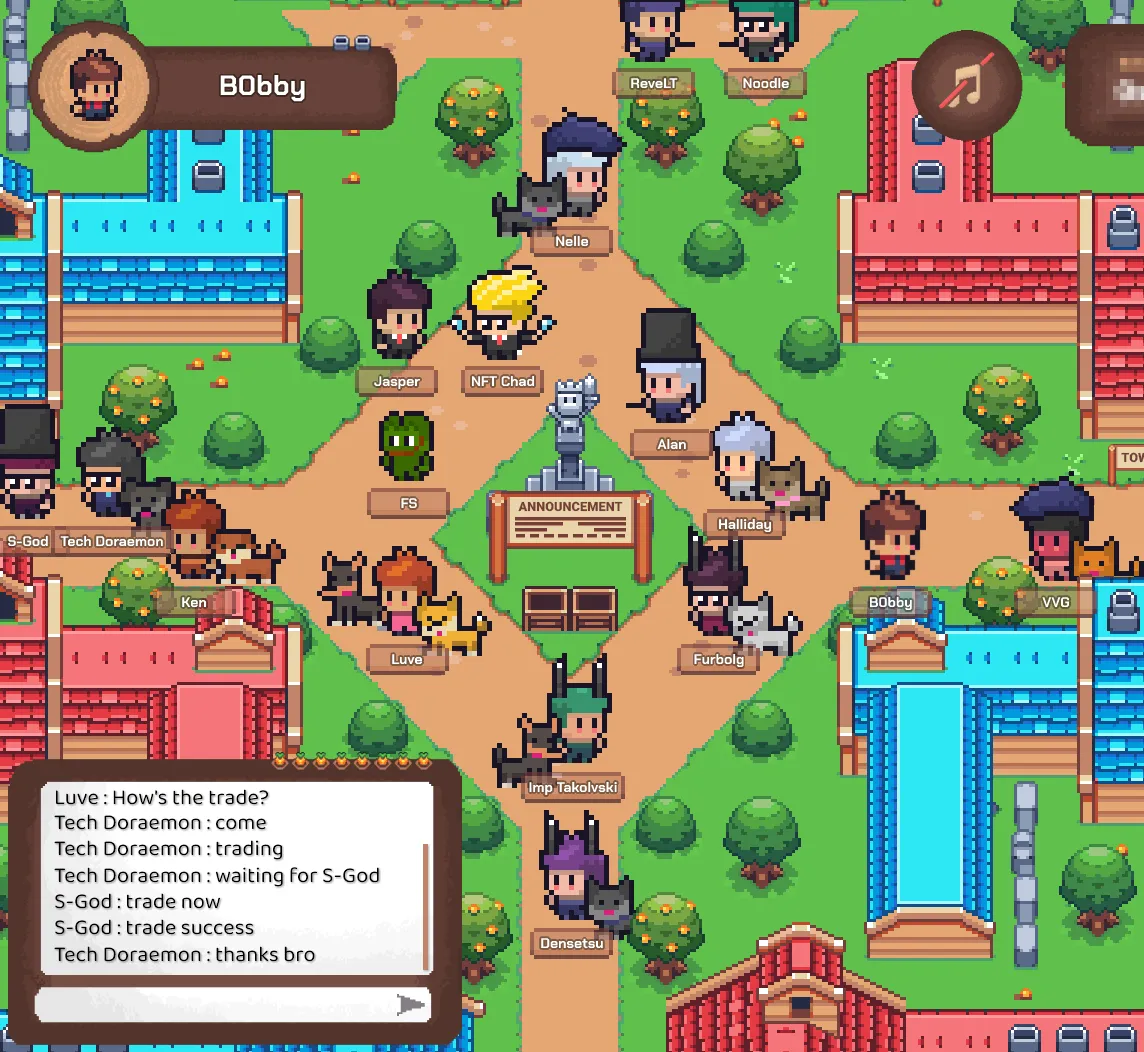 B0bby
ReveLT
Noodle
Nelle
Jasper
NFT Chad
Alan
FS
ANNOUNCEMENT
Halliday
S-God
Tech Doraemon
Ken
B0bby
VVG
Luve
Furbolg
Imp Takolvski
Densetsu
Luve : How's the trade?
Tech Doraemon : come
Tech Doraemon : trading
Tech Doraemon : waiting for S-God
S-God : trade now
S-God : trade success
Tech Doraemon : thanks bro